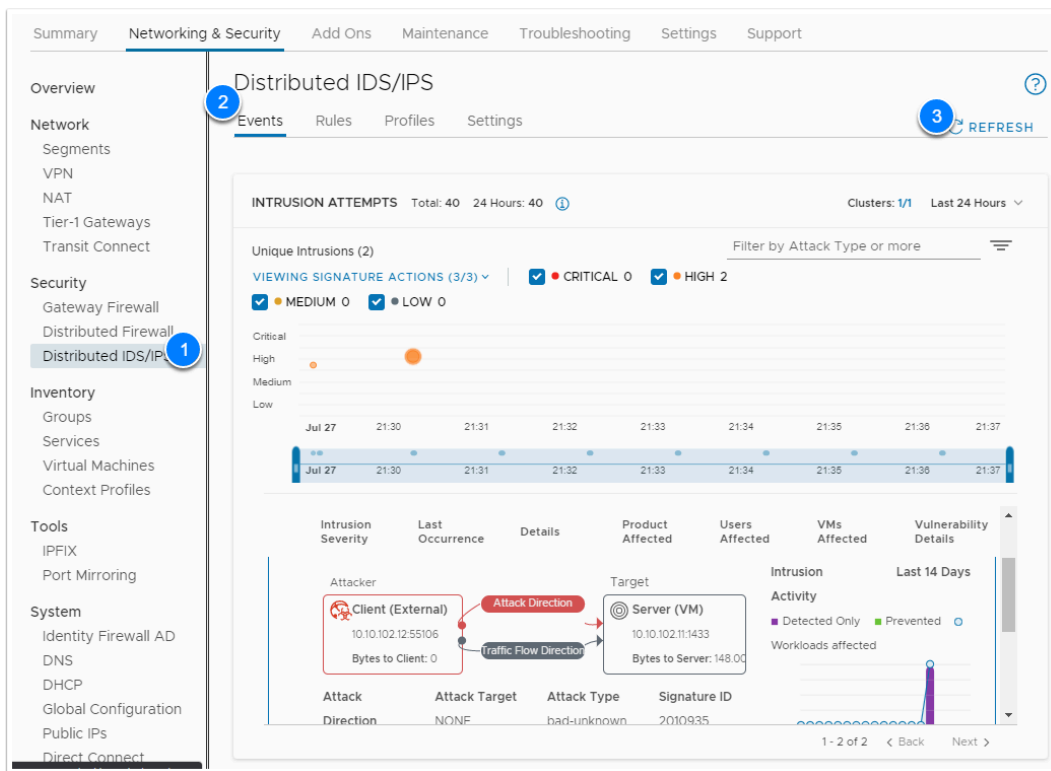 Summary Networking & Security Add Ons Maintenance Troubleshooting Settings Support
Overview
Network
Segments
VPN
NAT
Tier-1 Gateways
Transit Connect
Security
Gateway Firewall
Distributed Firewall
Distributed IDS/IPS
1
Inventory
Groups
Services
Virtual Machines
Context Profiles
Tools
IPFIX
Port Mirroring
System
Identity Firewall AD
DNS
DHCP
Global Configuration
Public IPs
Direct Connect
Distributed IDS/IPS
?
2
Events Rules Profiles Settings
3
REFRESH
INTRUSION ATTEMPTS Total: 40 24 Hours: 40 Clusters: 1/1 Last 24 Hours
Unique Intrusions (2) Filter by Attack Type or more
VIEWING SIGNATURE ACTIONS (3/3) CRITICAL 0 HIGH 2
MEDIUM 0 LOW 0
Critical
High
Medium
Low
Jul 27 21:30 21:31 21:32 21:33 21:34 21:35 21:36 21:37
Jul 27 21:30 21:31 21:32 21:33 21:34 21:35 21:36 21:37
Intrusion Last Details Product Users VMs Vulnerability
Severity Occurrence Affected Affected Affected Details
Attacker Target
Client (External) Attack Direction Server (VM)
10.10.102.12:55106 10.10.102.11:1433
Bytes to Client: 0 Traffic Flow Direction Bytes to Server: 148.00
Intrusion Last 14 Days
Activity
Detected Only Prevented
Workloads affected
Attack Attack Target Attack Type Signature ID
Direction NONE bad-unknown 2010935
1 - 2 of 2 Back Next